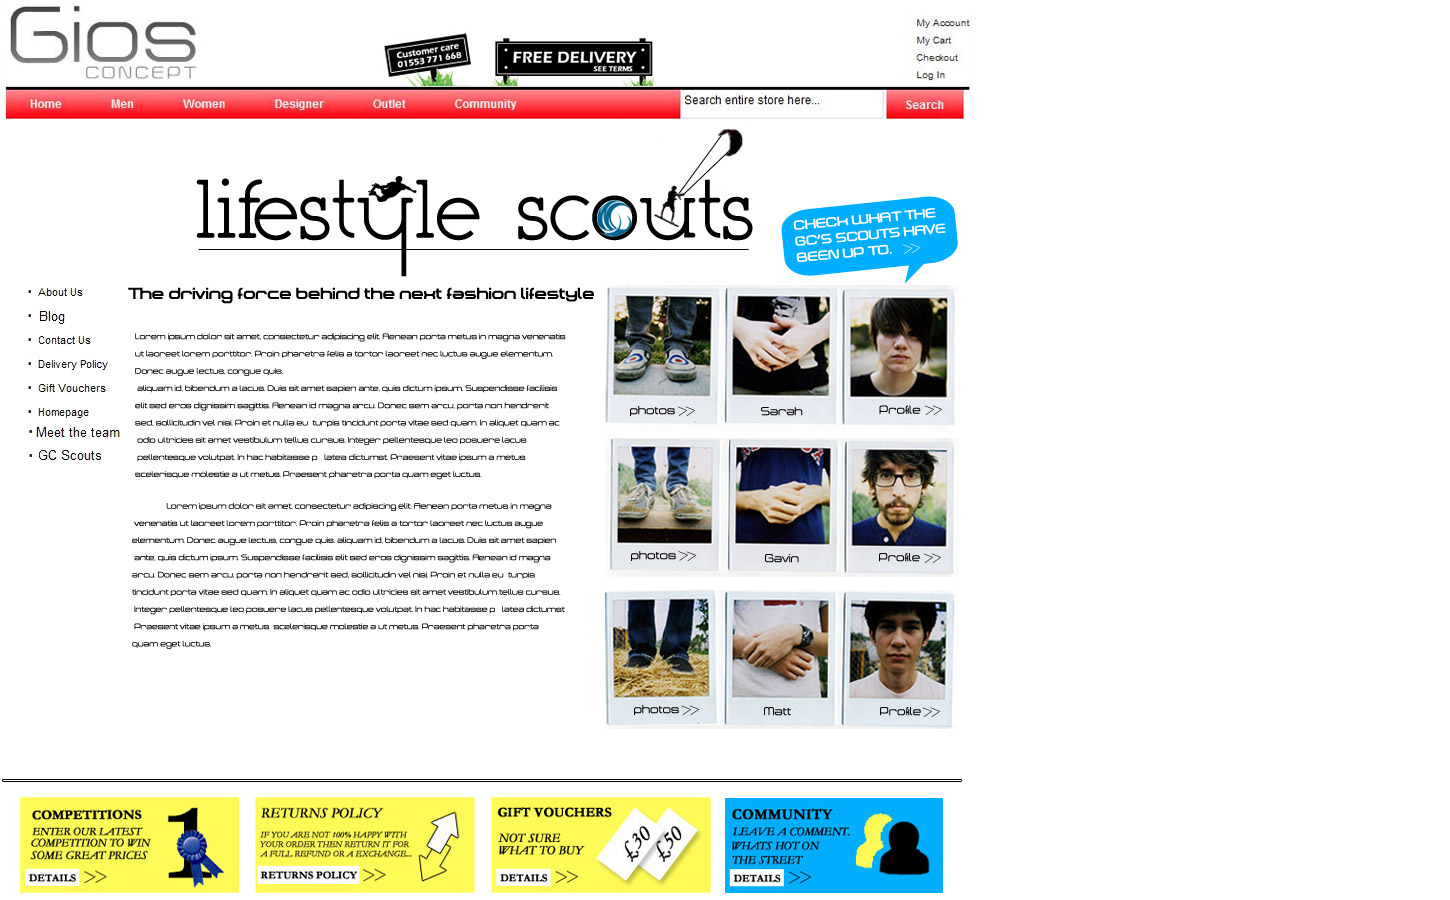 Gios
CONCEPT
Customer care
01553 771 668
FREE DELIVERY
SEE TERMS
My Account
My Cart
Checkout
Log In
Home Men Women Designer Outlet Community
Search entire store here...
Search
lifestyle scouts
CHECK WHAT THE
GC'S SCOUTS HAVE
BEEN UP TO. >>
• About Us
• Blog
• Contact Us
• Delivery Policy
• Gift Vouchers
• Homepage
• Meet the team
• GC Scouts
The driving force behind the next fashion lifestyle
Lorem ipsum dolor sit amet, consectetur adipiscing elit. Aenean porta metus in magna venenatis
ut laoreet lorem porttitor. Proin pharetra felis a tortor laoreet nec luctus augue elementum.
Donec augue lectus, congue quis.
aliquam id, bibendum a lacus. Duis sit amet sapien ante, quis dictum ipsum. Suspendisse facilisis
elit sed eros dignissim sagittis. Aenean id magna arcu. Donec sem arcu, porta non hendrerit
sed, sollicitudin vel nisl. Proin et nulla eu turpis tincidunt porta vitae sed quam. In aliquet quam ac
odio ultricies sit amet vestibulum tellus cursus. Integer pellentesque leo posuere lacus
pellentesque volutpat. In hac habitasse p latea dictumst. Praesent vitae ipsum a metus
scelerisque molestie a ut metus. Praesent pharetra porta quam eget luctus.
Lorem ipsum dolor sit amet, consectetur adipiscing elit. Aenean porta metus in magna
venenatis ut laoreet lorem porttitor. Proin pharetra felis a tortor laoreet nec luctus augue
elementum. Donec augue lectus, congue quis. aliquam id, bibendum a lacus. Duis sit amet sapien
ante, quis dictum ipsum. Suspendisse facilisis elit sed eros dignissim sagittis. Aenean id magna
arcu. Donec sem arcu, porta non hendrerit sed, sollicitudin vel nisl. Proin et nulla eu turpis
tincidunt porta vitae sed quam. In aliquet quam ac odio ultricies sit amet vestibulum tellus cursus.
Integer pellentesque leo posuere lacus pellentesque volutpat. In hac habitasse p latea dictumst
Praesent vitae ipsum a metus scelerisque molestie a ut metus. Praesent pharetra porta
quam eget luctus.
photos >> Sarah Profile >>
photos >> Gavin Profile >>
photos >> Matt Profile >>
COMPETITIONS
ENTER OUR LATEST
COMPETITION TO WIN
SOME GREAT PRICES
DETAILS >>
1
RETURNS POLICY
IF YOU ARE NOT 100% HAPPY WITH
YOUR ORDER THEN RETURN IT FOR
A FULL REFUND OR A EXCHANGE...
RETURNS POLICY >>
GIFT VOUCHERS
NOT SURE
WHAT TO BUY
DETAILS >>
£30
£50
COMMUNITY
LEAVE A COMMENT.
WHATS HOT ON
THE STREET
DETAILS >>